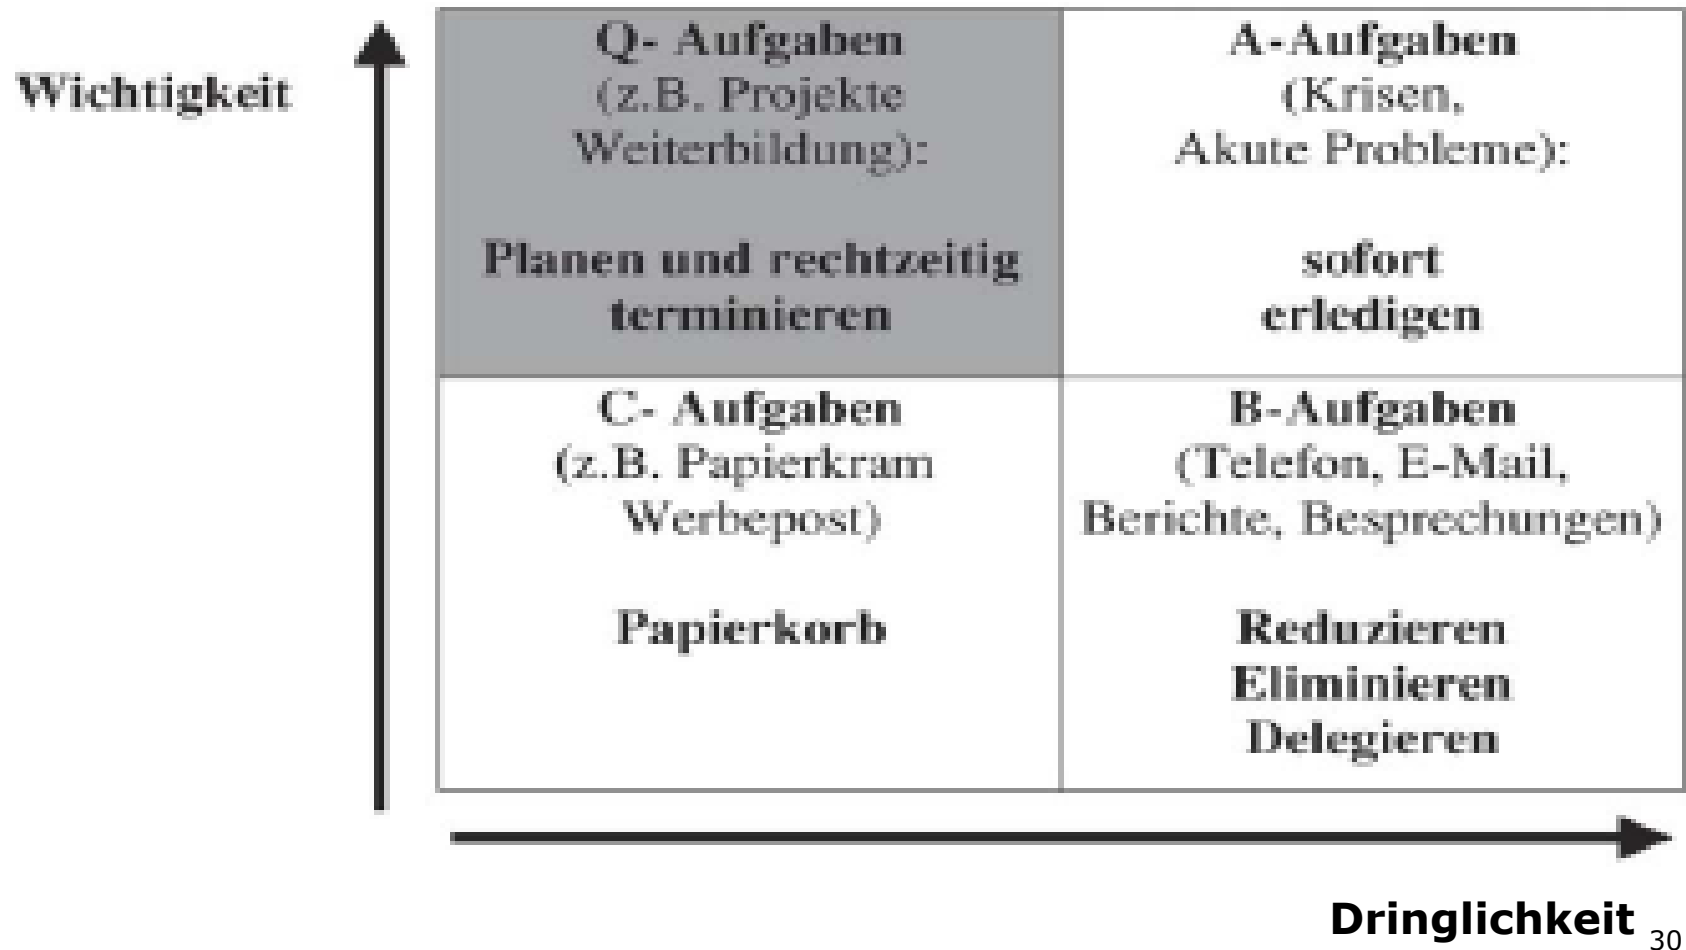 Wichtigkeit
Q- Aufgaben
(z.B. Projekte
Weiterbildung):
Planen und rechtzeitig
terminieren
A-Aufgaben
(Krisen,
Akute Probleme):
sofort
erledigen
C- Aufgaben
(z.B. Papierkram
Werbepost)
Papierkorb
B-Aufgaben
(Telefon, E-Mail,
Berichte, Besprechungen)
Reduzieren
Eliminieren
Delegieren
Dringlichkeit
30